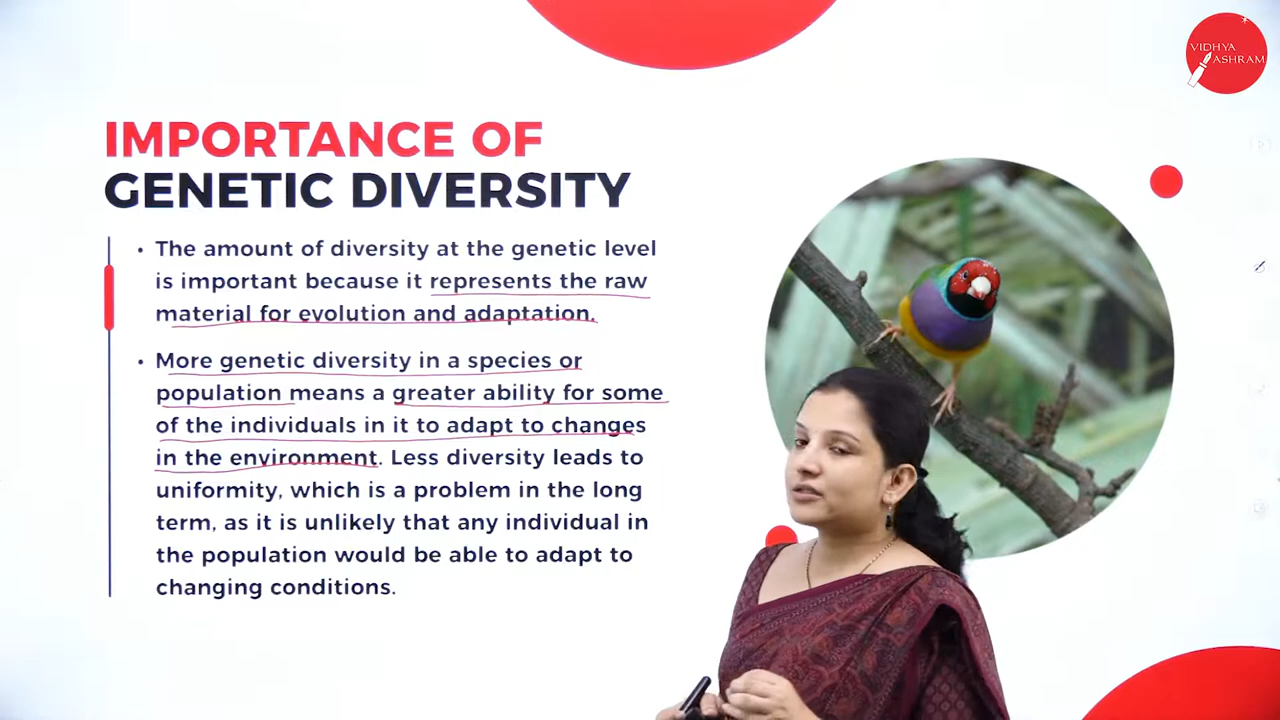 VIDHYA
ASHRAM
IMPORTANCE OF
GENETIC DIVERSITY
• The amount of diversity at the genetic level
is important because it represents the raw
material for evolution and adaptation.
• More genetic diversity in a species or
population means a greater ability for some
of the individuals in it to adapt to changes
in the environment. Less diversity leads to
uniformity, which is a problem in the long
term, as it is unlikely that any individual in
the population would be able to adapt to
changing conditions.